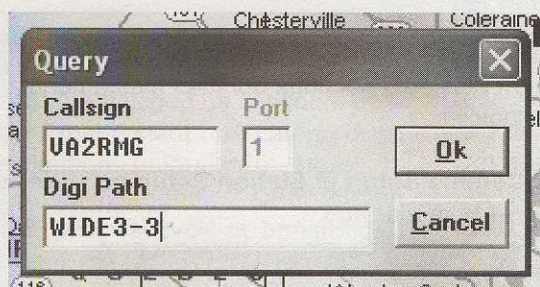 Chesterville Coleraine
Query
Callsign Port
VA2RMG 1 Ok
Digi Path
WIDE3-3 Cancel